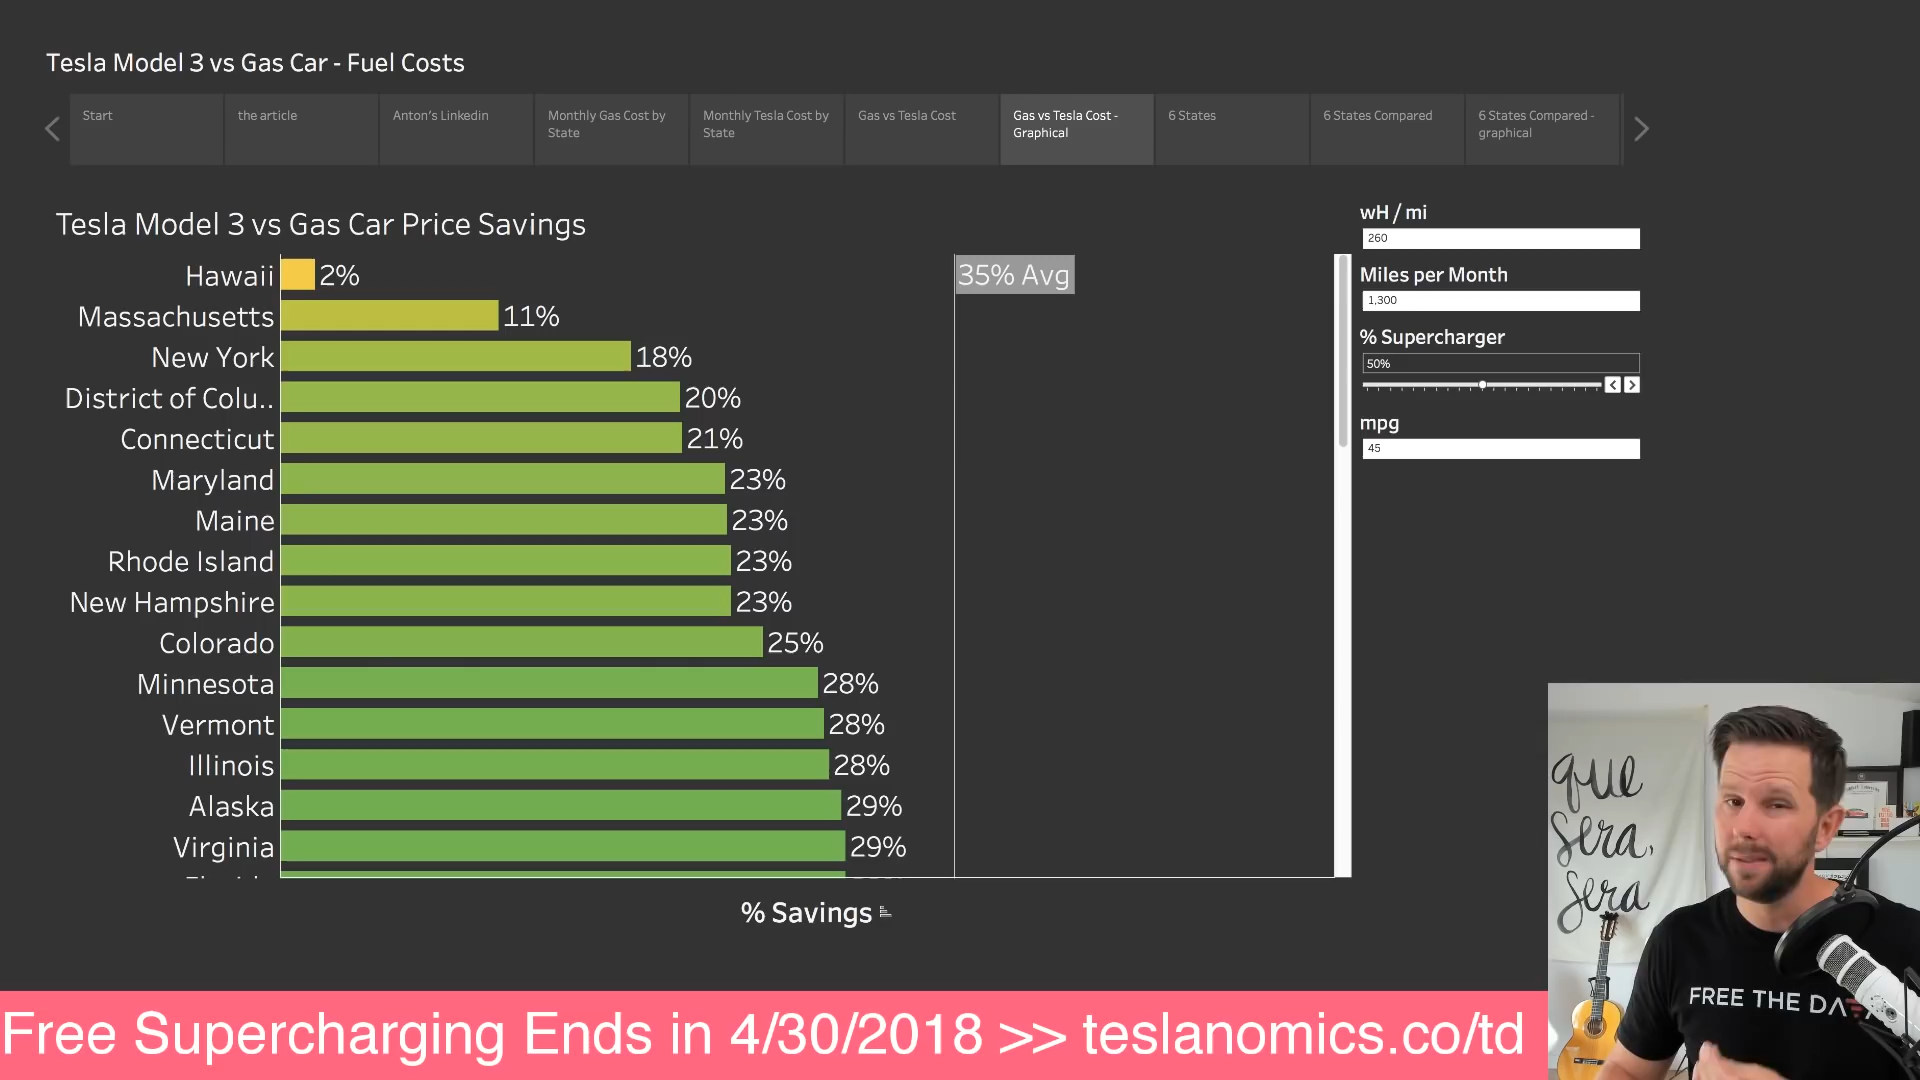 Tesla Model 3 vs Gas Car - Fuel Costs
Start
the article
Anton's Linkedin
Monthly Gas Cost by
State
Monthly Tesla Cost by
State
Gas vs Tesla Cost
Gas vs Tesla Cost -
Graphical
6 States
6 States Compared
6 States Compared -
graphical
Tesla Model 3 vs Gas Car Price Savings
Hawaii 2%
35% Avg
Massachusetts 11%
New York 18%
District of Colu.. 20%
Connecticut 21%
Maryland 23%
Maine 23%
Rhode Island 23%
New Hampshire 23%
Colorado 25%
Minnesota 28%
Vermont 28%
Illinois 28%
Alaska 29%
Virginia 29%
% Savings
wH / mi
260
Miles per Month
1,300
% Supercharger
50%
mpg
45
que
sera,
sera
FREE THE DA
Free Supercharging Ends in 4/30/2018 >> teslanomics.co/td